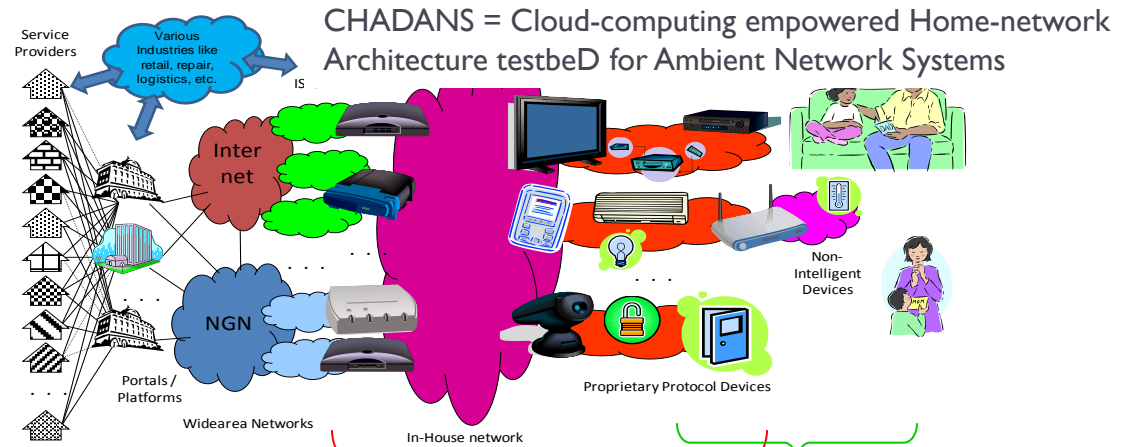 CHADANS = Cloud-computing empowered Home-network
Architecture testbeD for Ambient Network Systems
Service
Providers
Various
Industries like
retail, repair,
logistics, etc.
Inter
net
NGN
. . . .
. . .
. . .
. . .
Non-
Intelligent
Devices
Portals /
Platforms
Proprietary Protocol Devices
Widearea Networks
In-House network